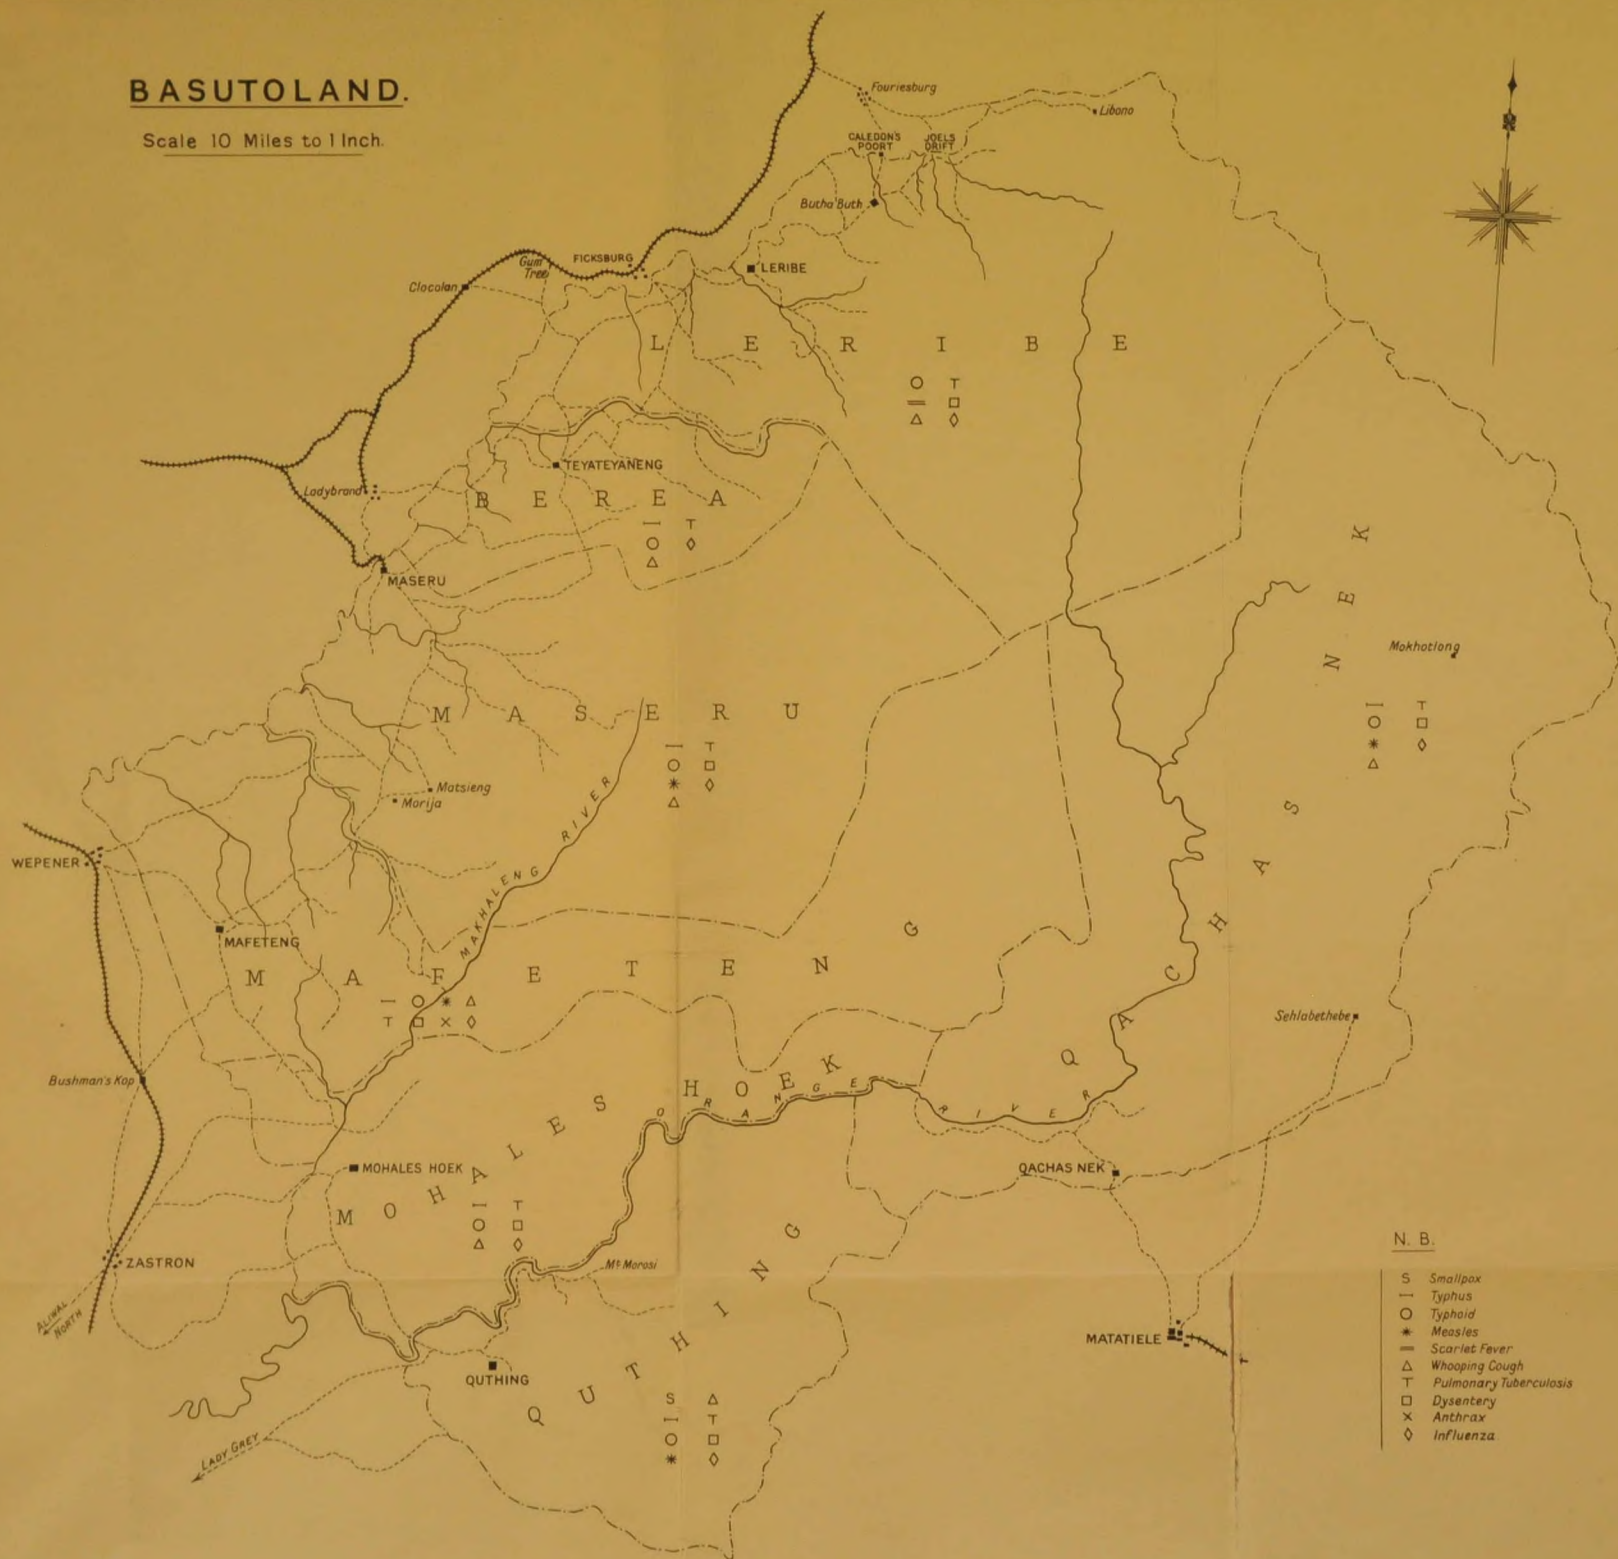 BASUTOLAND.
Scale 10 Miles to 1 Inch.
Fouriesburg
Libono
CALEDON'S
POORT
JOELS
DRIFT
Butha Buth
FICKSBURG
Gum
Tree
LERIBE
Clocolan
L E R I B E
O T
═ □
△ ◊
TEYATEYANENG
Ladybrand
B E R E A
— T
O ◊
△
MASERU
N E K
Mokhotlong
M A S E R U
— T
O □
✶ ◊
△
— T
O □
✶ ◊
△
Matsieng
Morija
MAKHALENG RIVER
WEPENER
MAFETENG
M A F E T E N G
— O ✶ △
T □ × ◊
Q A C H A S
Sehlabethebe
Bushman's Kop
ORANGE RIVER
M O H A L E S H O E K
MOHALES HOEK
— T
O □
△ ◊
QACHAS NEK
ZASTRON
ALIWAL
NORTH
Mt Morosi
MATATIELE
QUTHING
Q U T H I N G
S △
— T
O □
✶ ◊
LADY GREY
N. B.
S Smallpox
— Typhus
O Typhoid
✶ Measles
═ Scarlet Fever
△ Whooping Cough
T Pulmonary Tuberculosis
□ Dysentery
× Anthrax
◊ Influenza